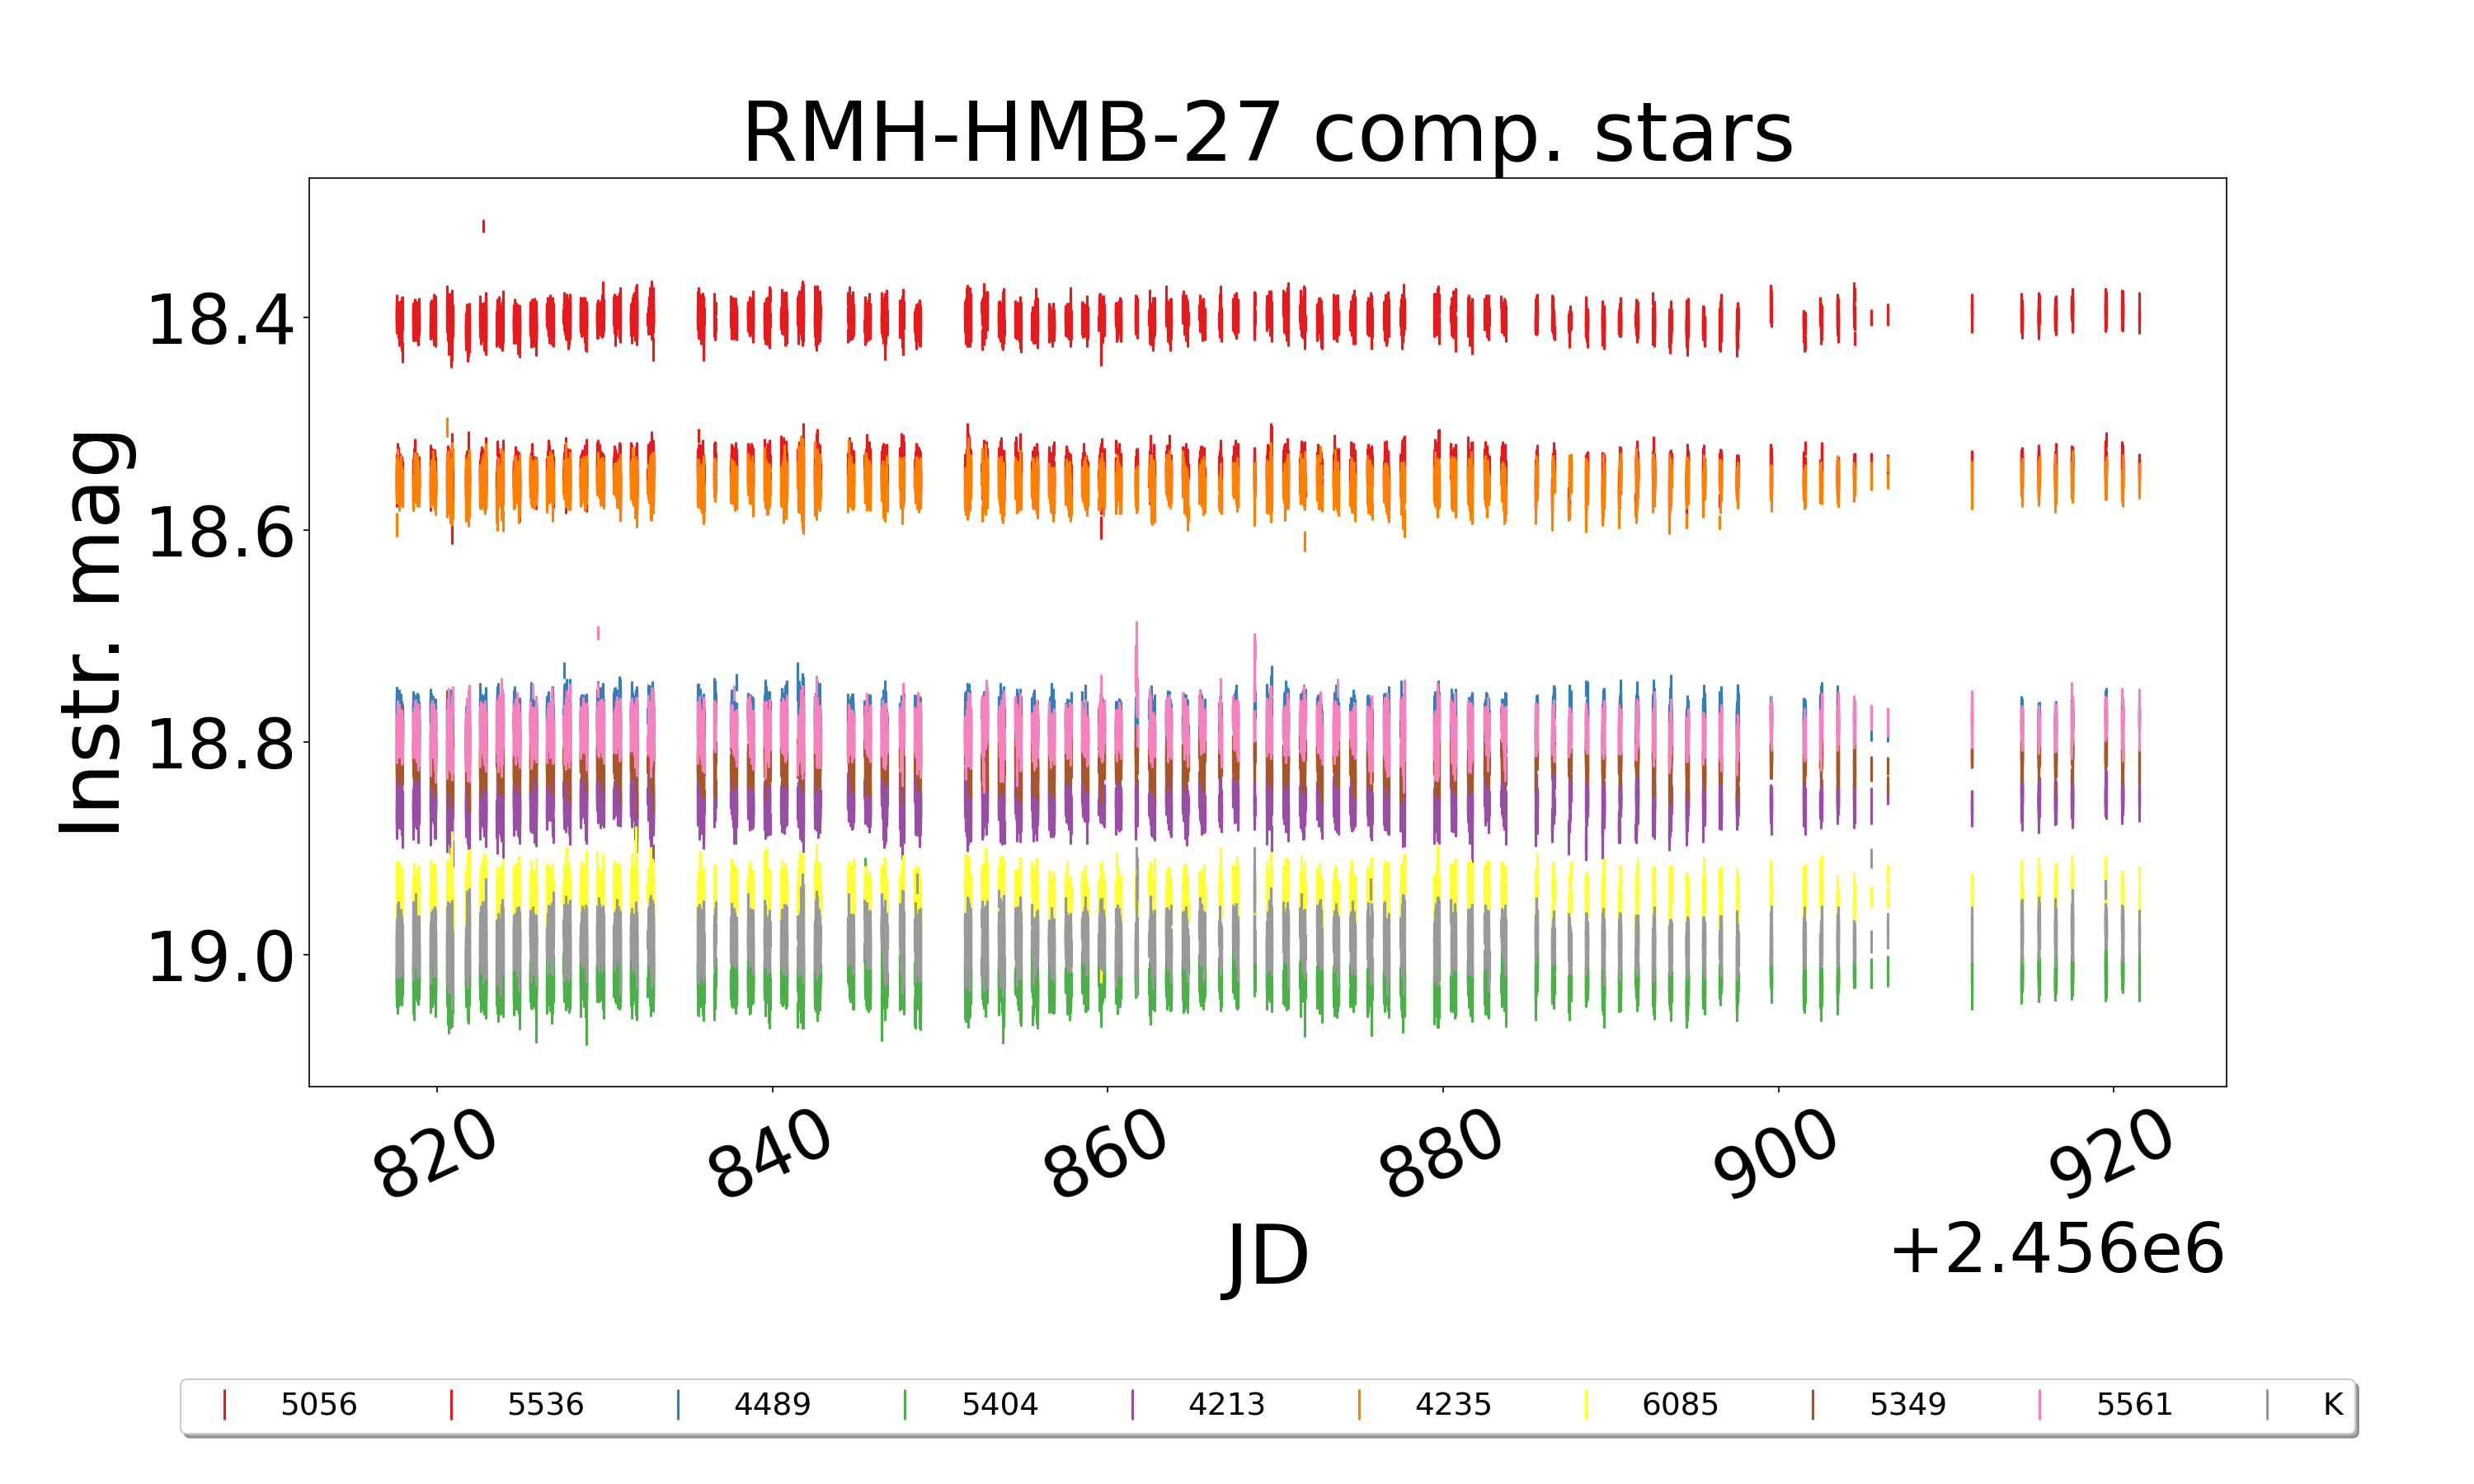 RMH-HMB-27 comp. stars
Instr. mag
18.4
18.6
18.8
19.0
820 840 860 880 900 920
JD
+2.456e6
5056 5536 4489 5404 4213 4235 6085 5349 5561 K